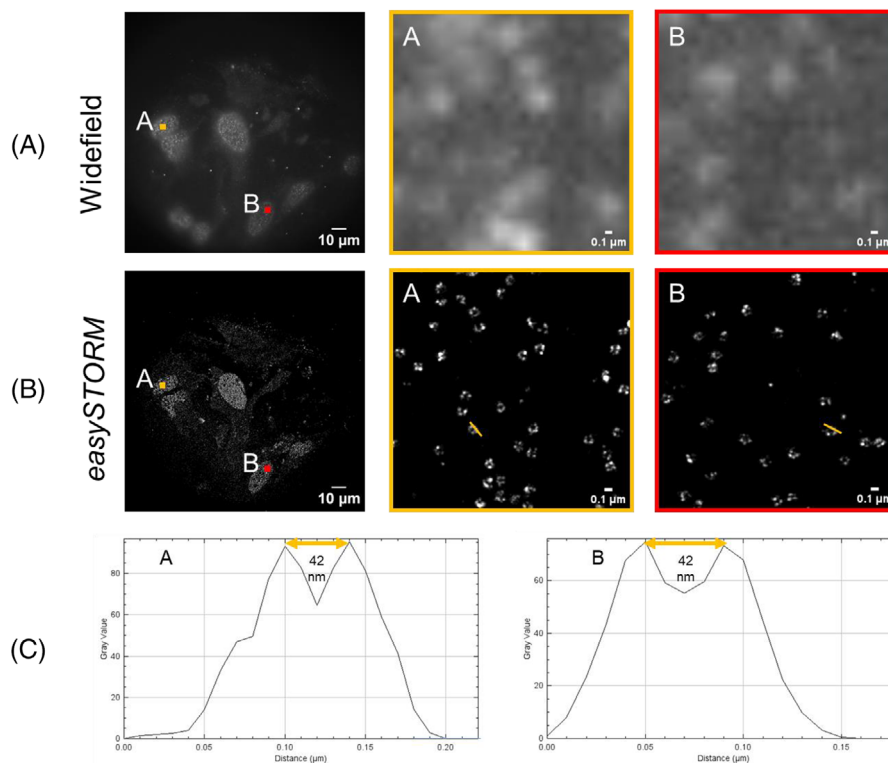 (A)
Widefield
A
B
10 µm
A
0.1 µm
B
0.1 µm
(B)
easySTORM
A
B
10 µm
A
0.1 µm
B
0.1 µm
(C)
A
42
nm
80
60
40
20
0
Gray Value
0.00
0.05
0.10
0.15
0.20
Distance (µm)
B
42
nm
60
40
20
0
Gray Value
0.00
0.05
0.10
0.15
Distance (µm)